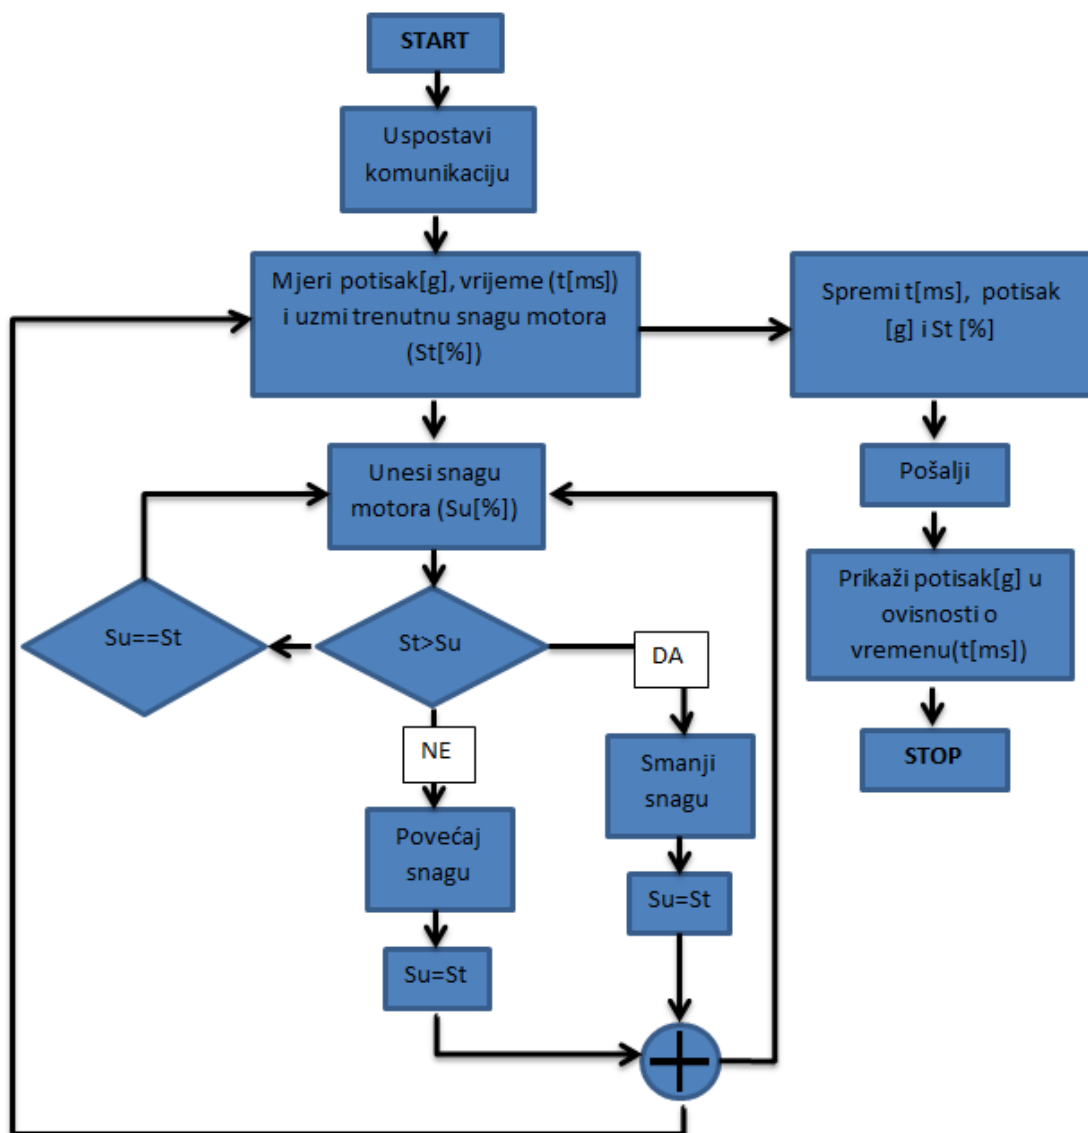 START
Uspostavi
komunikaciju
Mjeri potisak[g], vrijeme (t[ms])
i uzmi trenutnu snagu motora
(St[%])
Spremi t[ms], potisak
[g] i St [%]
Unesi snagu
motora (Su[%])
Pošalji
Prikaži potisak[g] u
ovisnosti o
vremenu(t[ms])
Su==St
St>Su
DA
NE
Smanji
snagu
STOP
Povećaj
snagu
Su=St
Su=St